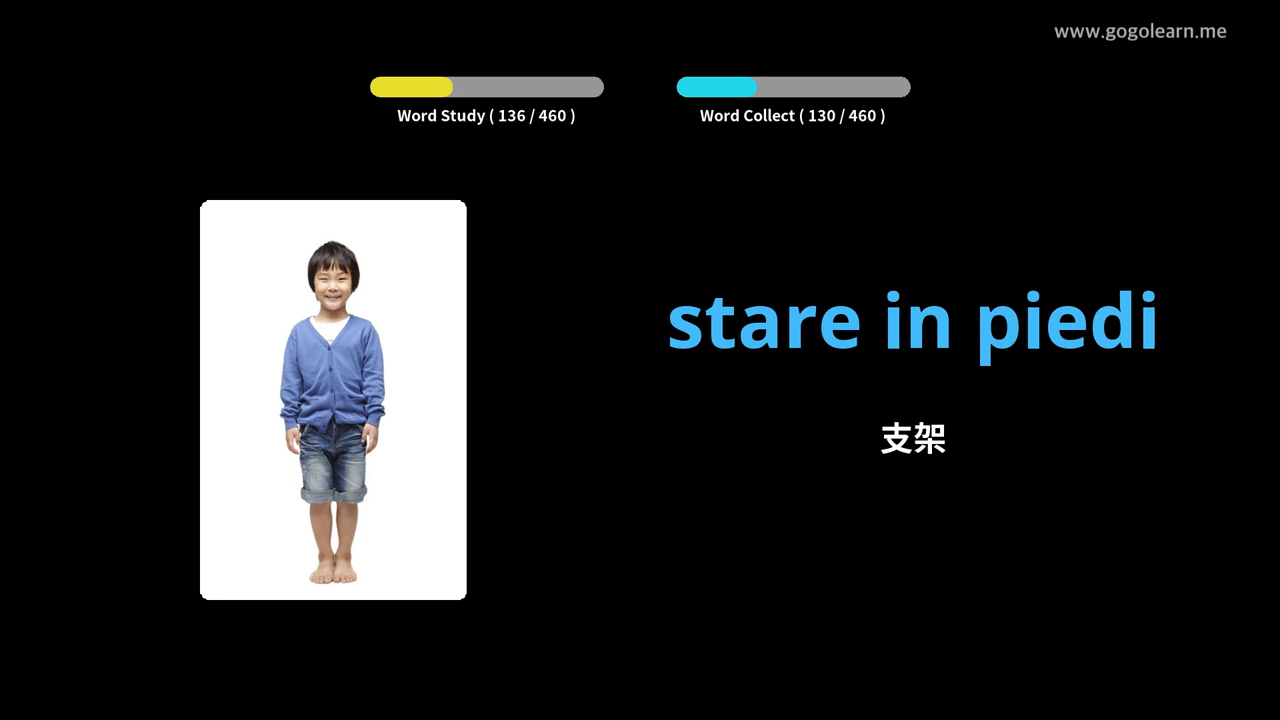 www.gogolearn.me
Word Study ( 136 / 460 )
Word Collect ( 130 / 460 )
stare in piedi
支架